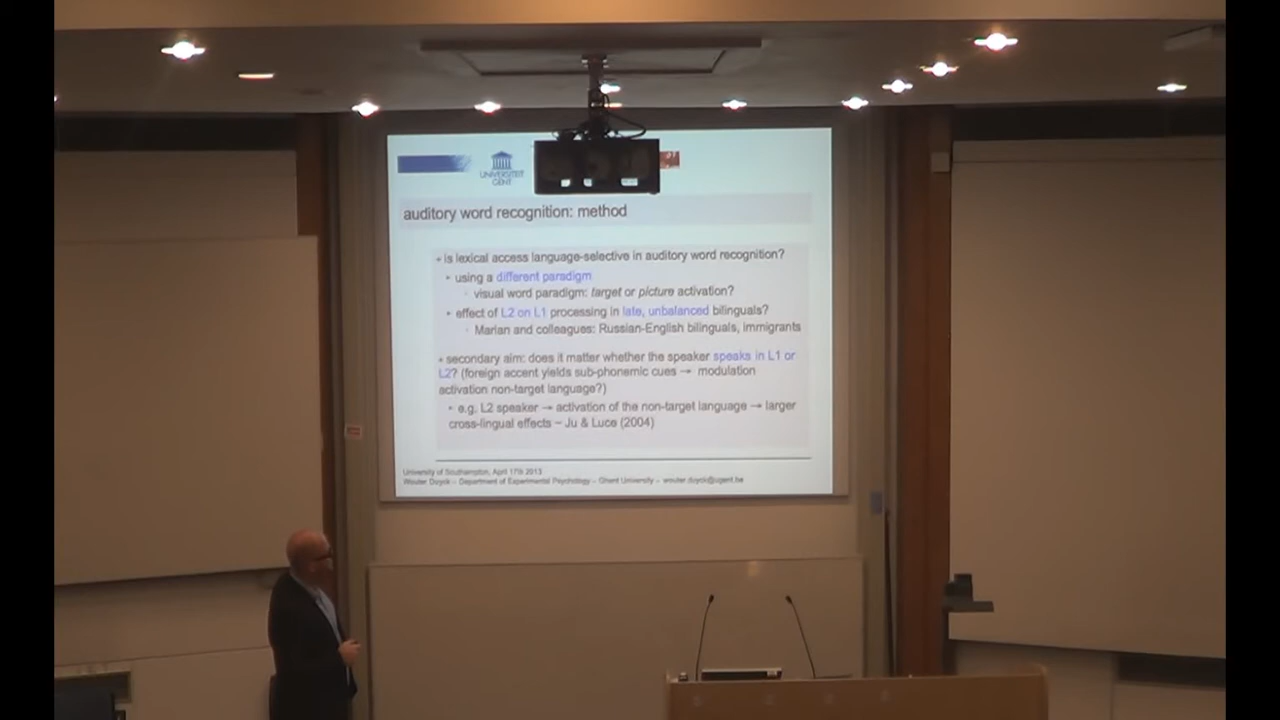 UNIVERSITEIT
GENT
auditory word recognition: method
is lexical access language-selective in auditory word recognition?
using a different paradigm
visual word paradigm: target or picture activation?
effect of L2 on L1 processing in late, unbalanced bilinguals?
Marian and colleagues: Russian-English bilinguals, immigrants
secondary aim: does it matter whether the speaker speaks in L1 or
L2? (foreign accent yields sub-phonemic cues → modulation
activation non-target language?)
e.g. L2 speaker → activation of the non-target language → larger
cross-lingual effects – Ju & Luce (2004)
University of Southampton, April 17th 2013
Wouter Duyck – Department of Experimental Psychology – Ghent University – wouter.duyck@ugent.be